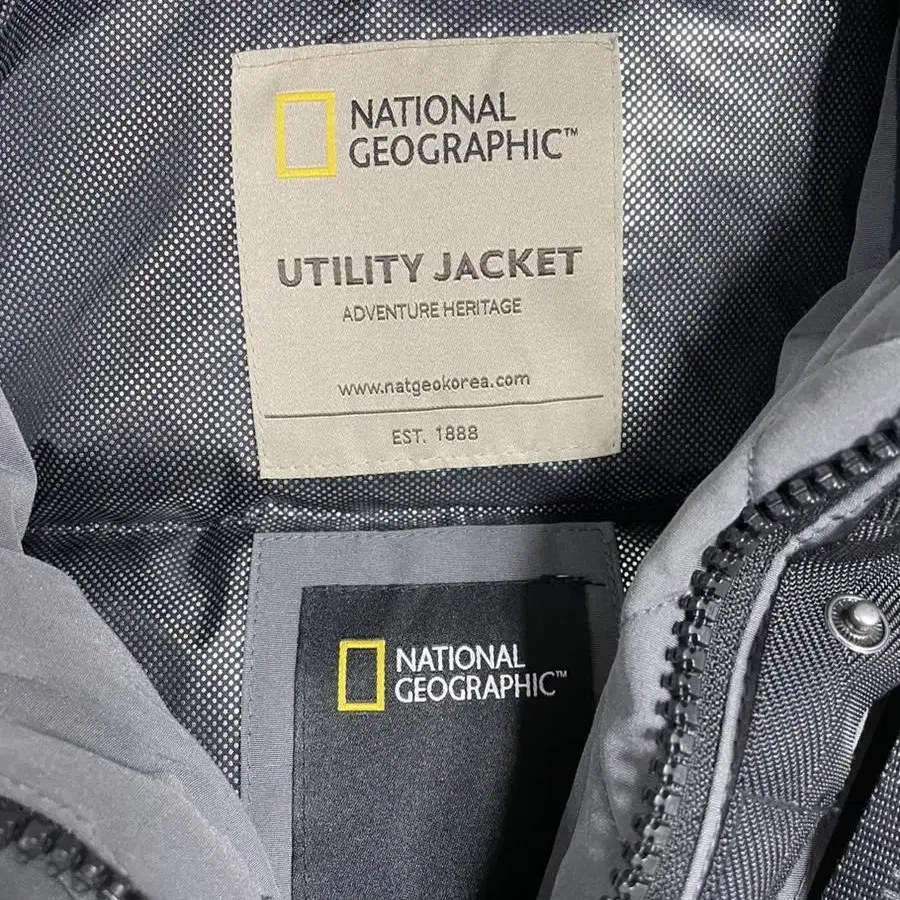 NATIONAL
GEOGRAPHIC™
UTILITY JACKET
ADVENTURE HERITAGE
www.natgeokorea.com
EST. 1888
NATIONAL
GEOGRAPHIC™